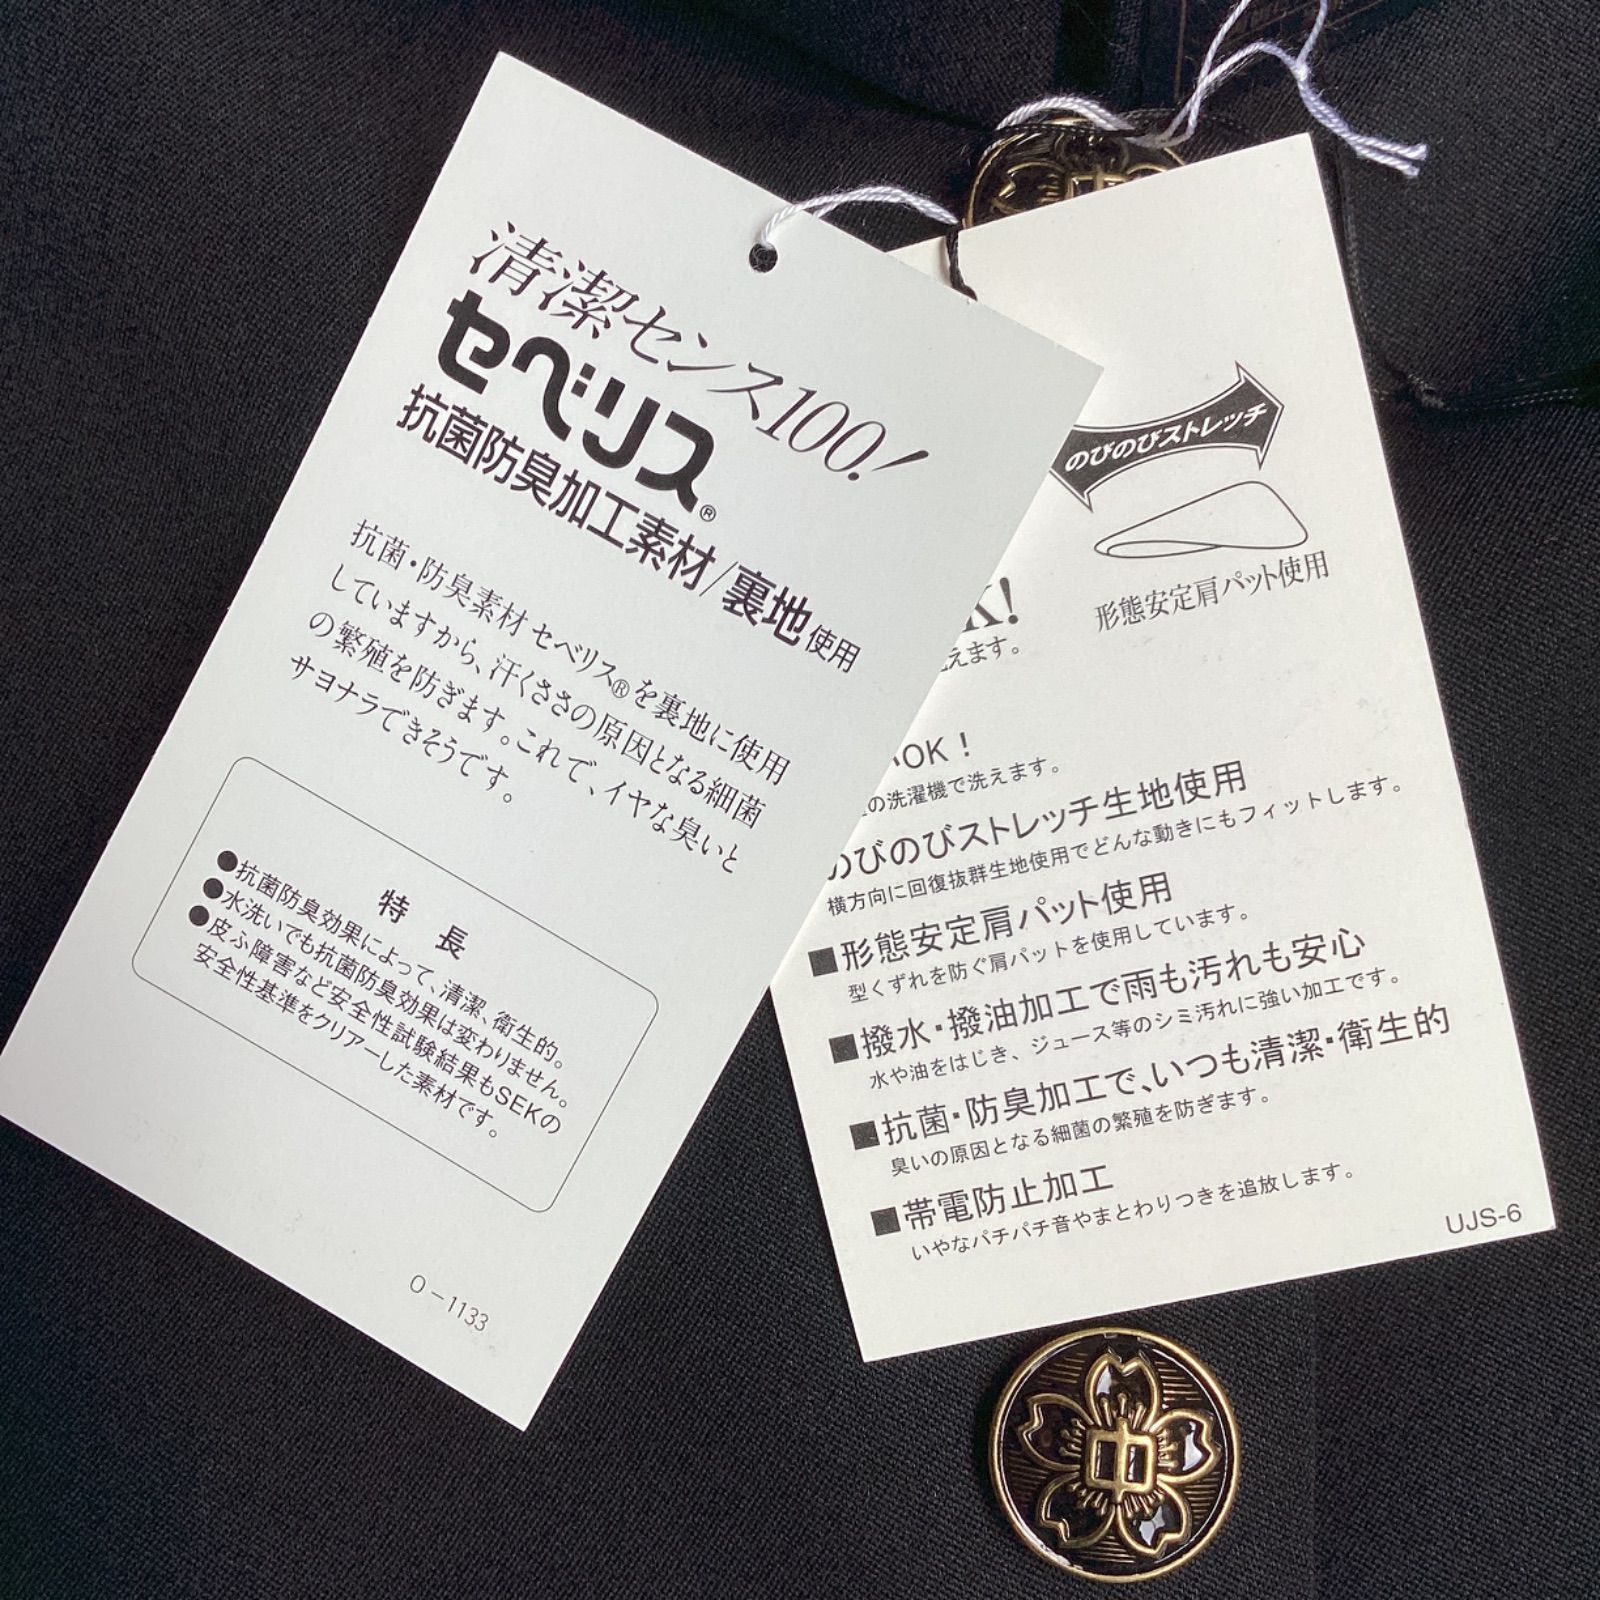 清潔センス100!
セベリス®
抗菌防臭加工素材/裏地使用
抗菌・防臭素材 セベリス®を裏地に使用
していますから、汗くささの原因となる細菌
の繁殖を防ぎます。これで、イヤな臭いと
サヨナラできそうです。
特長
●抗菌防臭効果によって、清潔、衛生的。
●水洗いでも抗菌防臭効果は変わりません。
●皮ふ障害など安全性試験結果もSEKの
安全性基準をクリアーした素材です。
O-1133
のびのびストレッチ
形態安定肩パット使用
K!
えます。
OK!
の洗濯機で洗えます。
のびのびストレッチ生地使用
横方向に回復抜群生地使用でどんな動きにもフィットします。
■形態安定肩パット使用
型くずれを防ぐ肩パットを使用しています。
■撥水・撥油加工で雨も汚れも安心
水や油をはじき、ジュース等のシミ汚れに強い加工です。
■抗菌・防臭加工で、いつも清潔・衛生的
臭いの原因となる細菌の繁殖を防ぎます。
■帯電防止加工
いやなパチパチ音やまとわりつきを追放します。
UJS-6
中
中